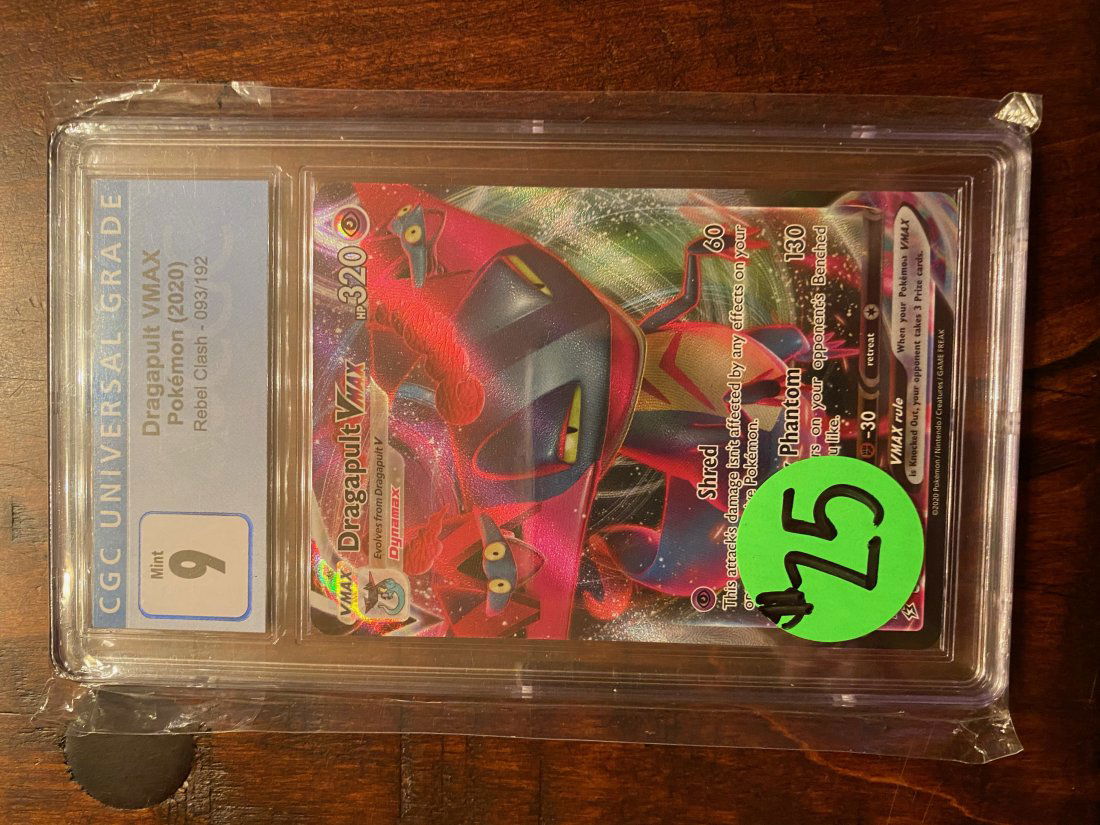 CGC UNIVERSAL GRADE
Dragapult VMAX
Pokémon (2020)
Rebel Clash - 093/192
Mint
9
VMAX
Dragapult VMAX
HP320
Evolves from Dragapult V
Dynamax
Shred 60
This attack's damage isn't affected by any effects on your
Pokémon.
Phantom 130
on your opponent's Benched
like.
-30
retreat
VMAX rule
When your Pokémon VMAX
is Knocked Out, your opponent takes 3 Prize cards.
©2020 Pokémon / Nintendo / Creatures / GAME FREAK
$25